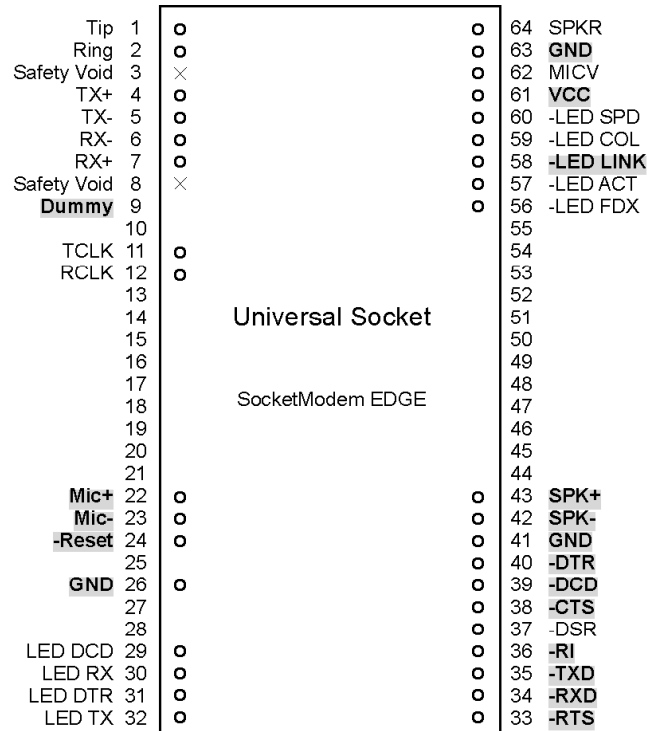 Tip 1 64 SPKR
Ring 2 63 GND
Safety Void 3 62 MICV
TX+ 4 61 VCC
TX- 5 60 -LED SPD
RX- 6 59 -LED COL
RX+ 7 58 -LED LINK
Safety Void 8 57 -LED ACT
Dummy 9 56 -LED FDX
10 55
TCLK 11 54
RCLK 12 53
13 52
14 Universal Socket 51
15 50
16 49
17 48
18 SocketModem EDGE 47
19 46
20 45
21 44
Mic+ 22 43 SPK+
Mic- 23 42 SPK-
-Reset 24 41 GND
25 40 -DTR
GND 26 39 -DCD
27 38 -CTS
28 37 -DSR
LED DCD 29 36 -RI
LED RX 30 35 -TXD
LED DTR 31 34 -RXD
LED TX 32 33 -RTS